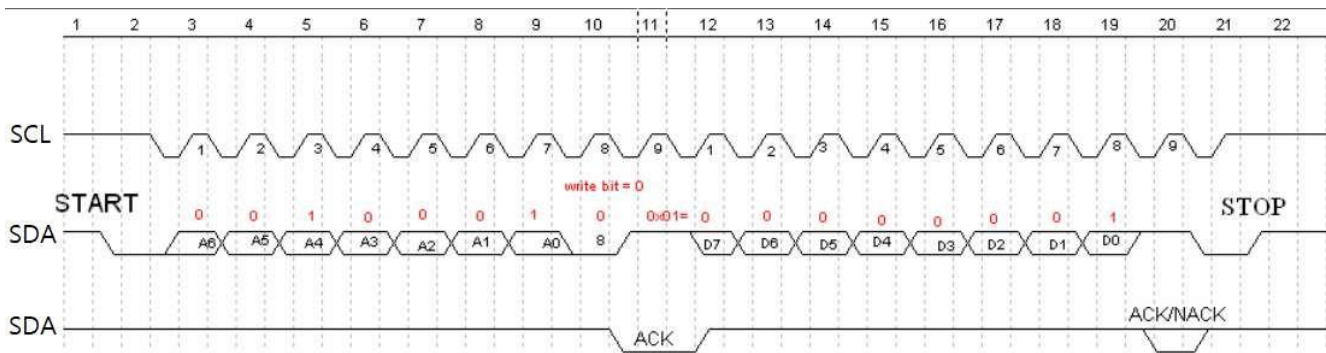 1 2 3 4 5 6 7 8 9 10 11 12 13 14 15 16 17 18 19 20 21 22
SCL 1 2 3 4 5 6 7 8 9 1 2 3 4 5 6 7 8 9
write bit = 0
START STOP
0 0 1 0 0 0 1 0 0x01= 0 0 0 0 0 0 0 1
SDA A6 A5 A4 A3 A2 A1 A0 8 D7 D6 D5 D4 D3 D2 D1 D0
ACK/NACK
SDA ACK